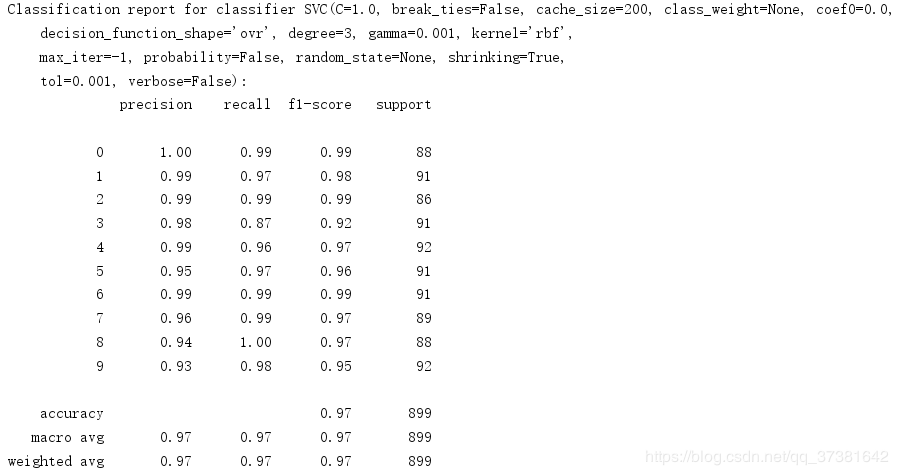 Classification report for classifier SVC(C=1.0, break_ties=False, cache_size=200, class_weight=None, coef0=0.0,
decision_function_shape='ovr', degree=3, gamma=0.001, kernel='rbf',
max_iter=-1, probability=False, random_state=None, shrinking=True,
tol=0.001, verbose=False):
precision recall f1-score support
0 1.00 0.99 0.99 88
1 0.99 0.97 0.98 91
2 0.99 0.99 0.99 86
3 0.98 0.87 0.92 91
4 0.99 0.96 0.97 92
5 0.95 0.97 0.96 91
6 0.99 0.99 0.99 91
7 0.96 0.99 0.97 89
8 0.94 1.00 0.97 88
9 0.93 0.98 0.95 92
accuracy 0.97 899
macro avg 0.97 0.97 0.97 899
weighted avg 0.97 0.97 0.97 899
https://blog.csdn.net/qq_37381642